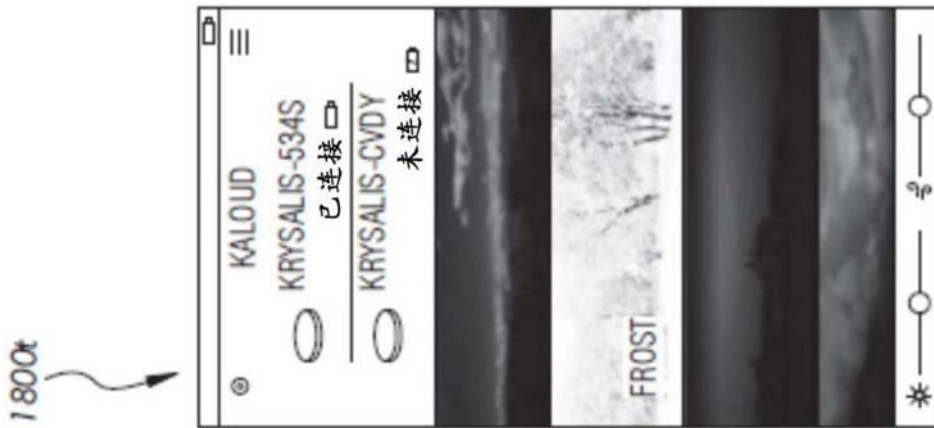 1800t
KALOUD
KRYSALIS-534S
已连接
KRYSALIS-CVDY
未连接
FROST